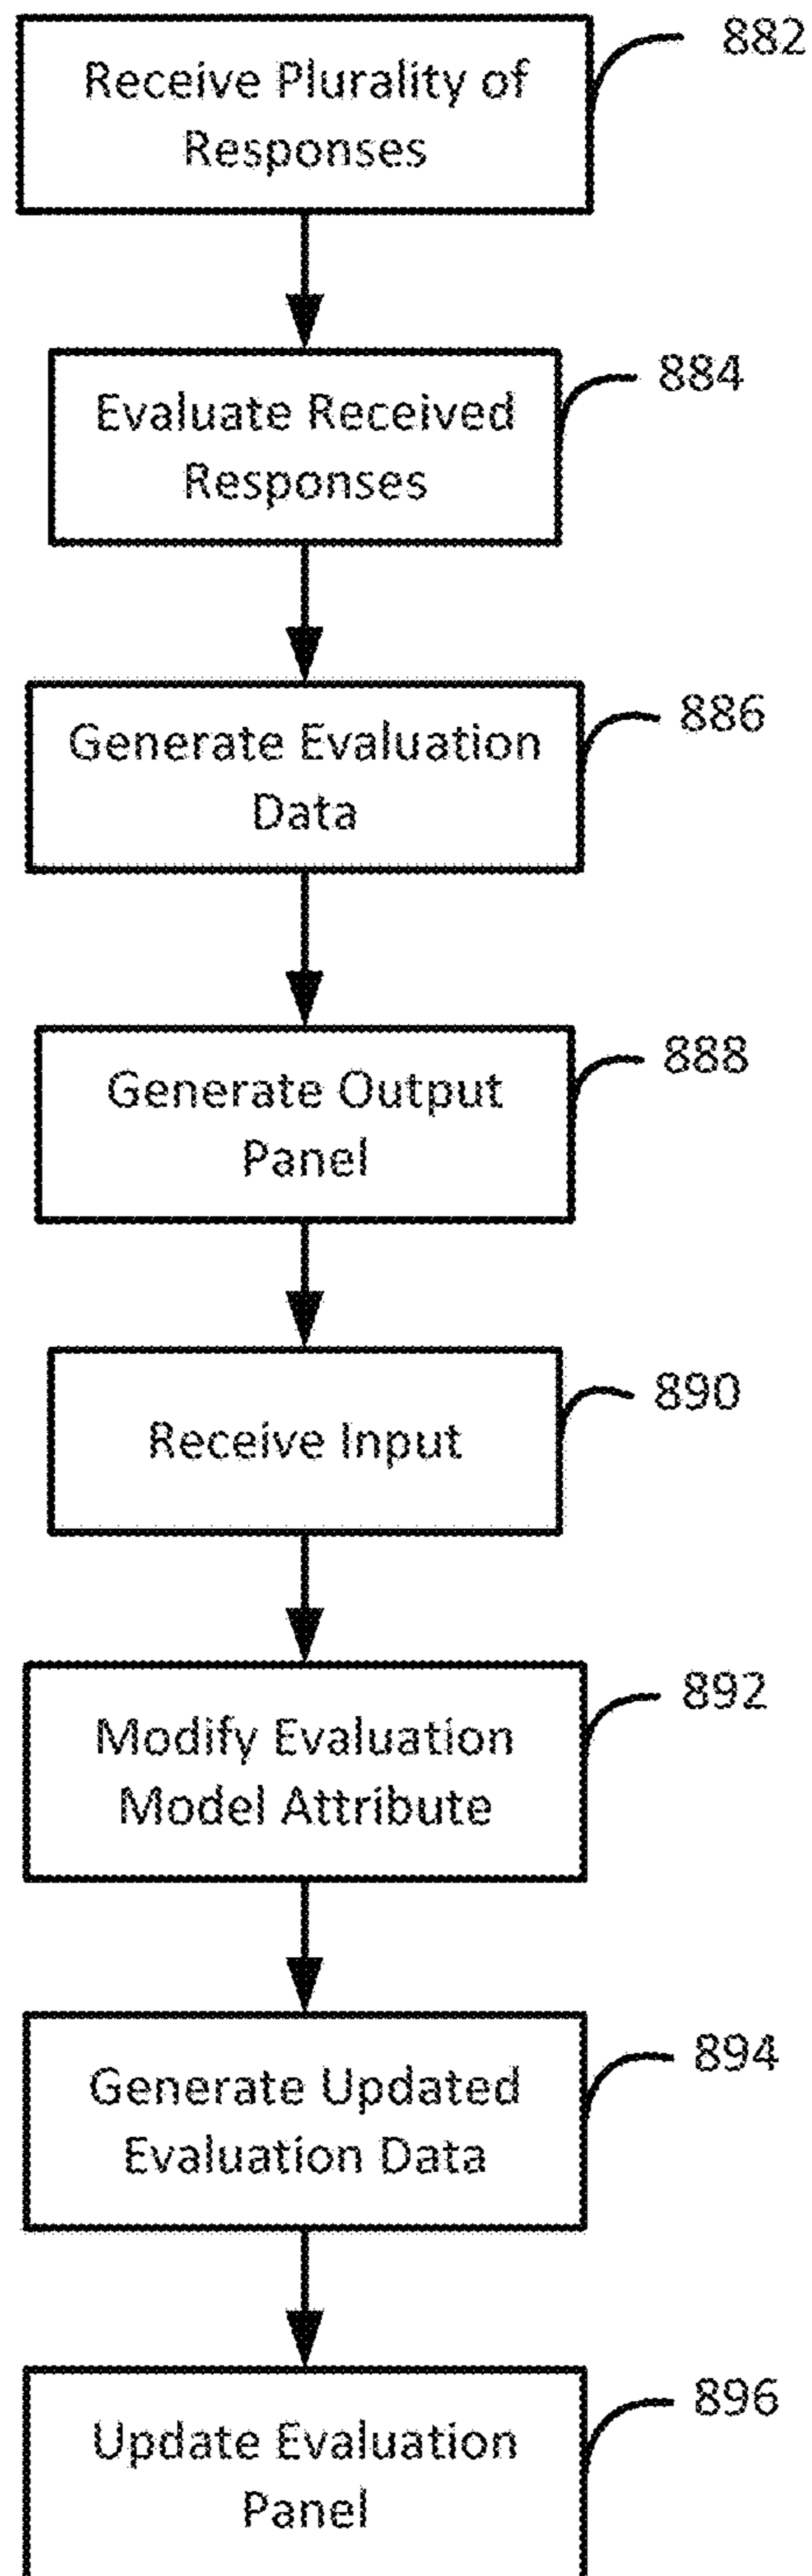 882
Receive Plurality of
Responses
884
Evaluate Received
Responses
886
Generate Evaluation
Data
888
Generate Output
Panel
890
Receive Input
892
Modify Evaluation
Model Attribute
894
Generate Updated
Evaluation Data
896
Update Evaluation
Panel